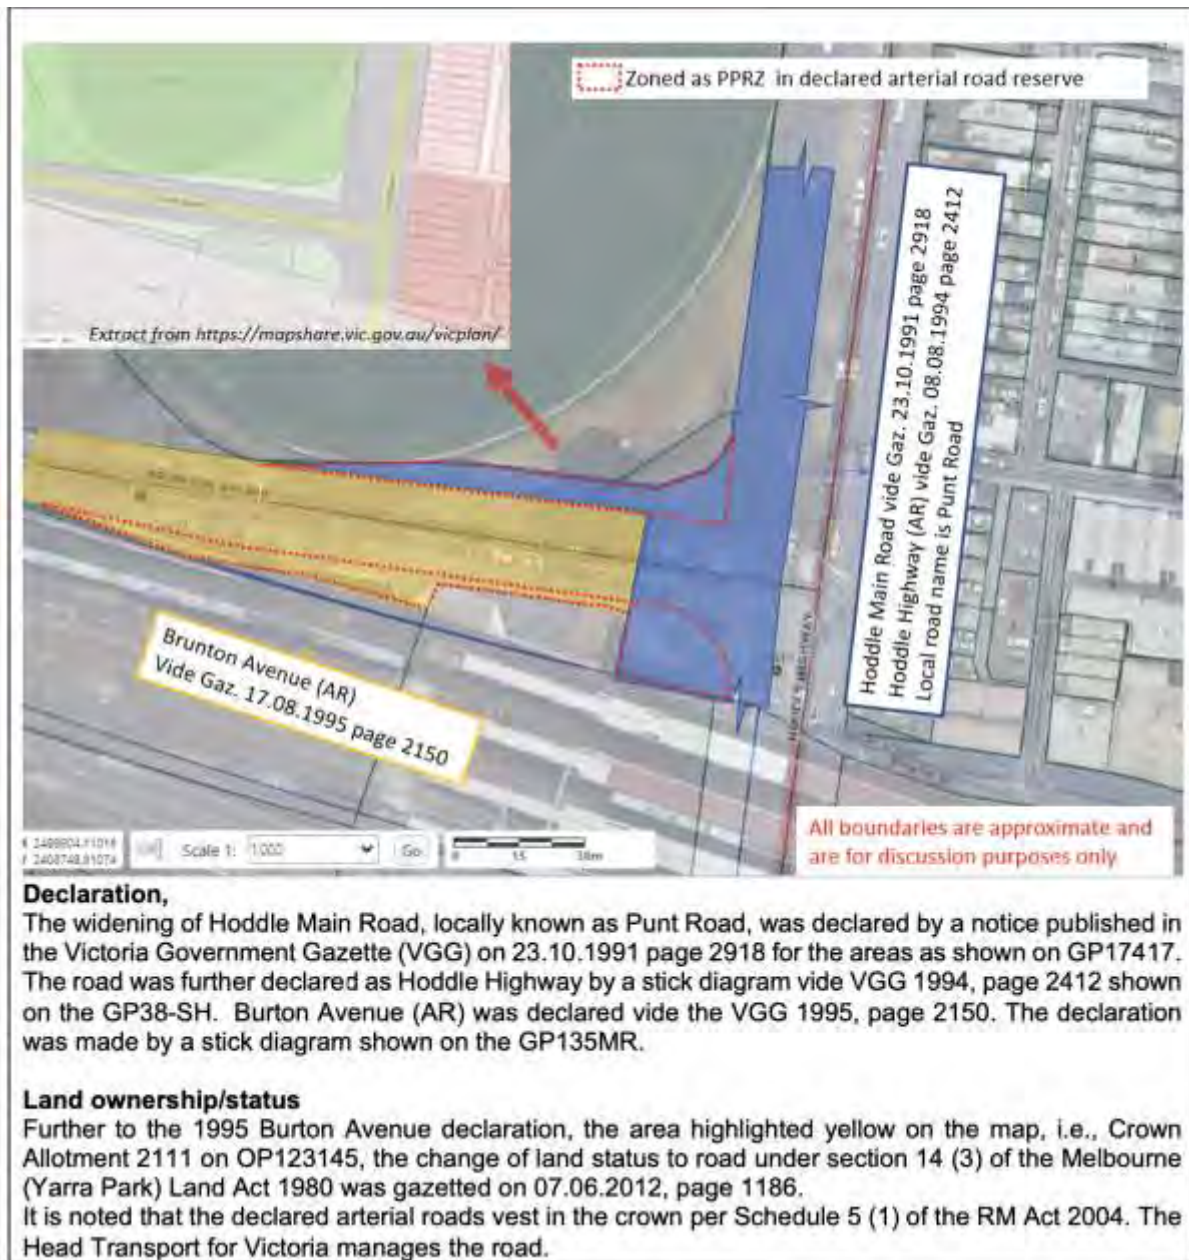 Zoned as PPRZ in declared arterial road reserve
Extract from https://mapshare.vic.gov.au/vicplan/
Hoddle Main Road vide Gaz. 23.10.1991 page 2918
Hoddle Highway (AR) vide Gaz. 08.08.1994 page 2412
Local road name is Punt Road
HODDLE HIGHWAY
Brunton Avenue (AR)
Vide Gaz. 17.08.1995 page 2150
Scale 1:
1000
Go
0 15 30m
All boundaries are approximate and
are for discussion purposes only
Declaration,
The widening of Hoddle Main Road, locally known as Punt Road, was declared by a notice published in
the Victoria Government Gazette (VGG) on 23.10.1991 page 2918 for the areas as shown on GP17417.
The road was further declared as Hoddle Highway by a stick diagram vide VGG 1994, page 2412 shown
on the GP38-SH. Burton Avenue (AR) was declared vide the VGG 1995, page 2150. The declaration
was made by a stick diagram shown on the GP135MR.
Land ownership/status
Further to the 1995 Burton Avenue declaration, the area highlighted yellow on the map, i.e., Crown
Allotment 2111 on OP123145, the change of land status to road under section 14 (3) of the Melbourne
(Yarra Park) Land Act 1980 was gazetted on 07.06.2012, page 1186.
It is noted that the declared arterial roads vest in the crown per Schedule 5 (1) of the RM Act 2004. The
Head Transport for Victoria manages the road.